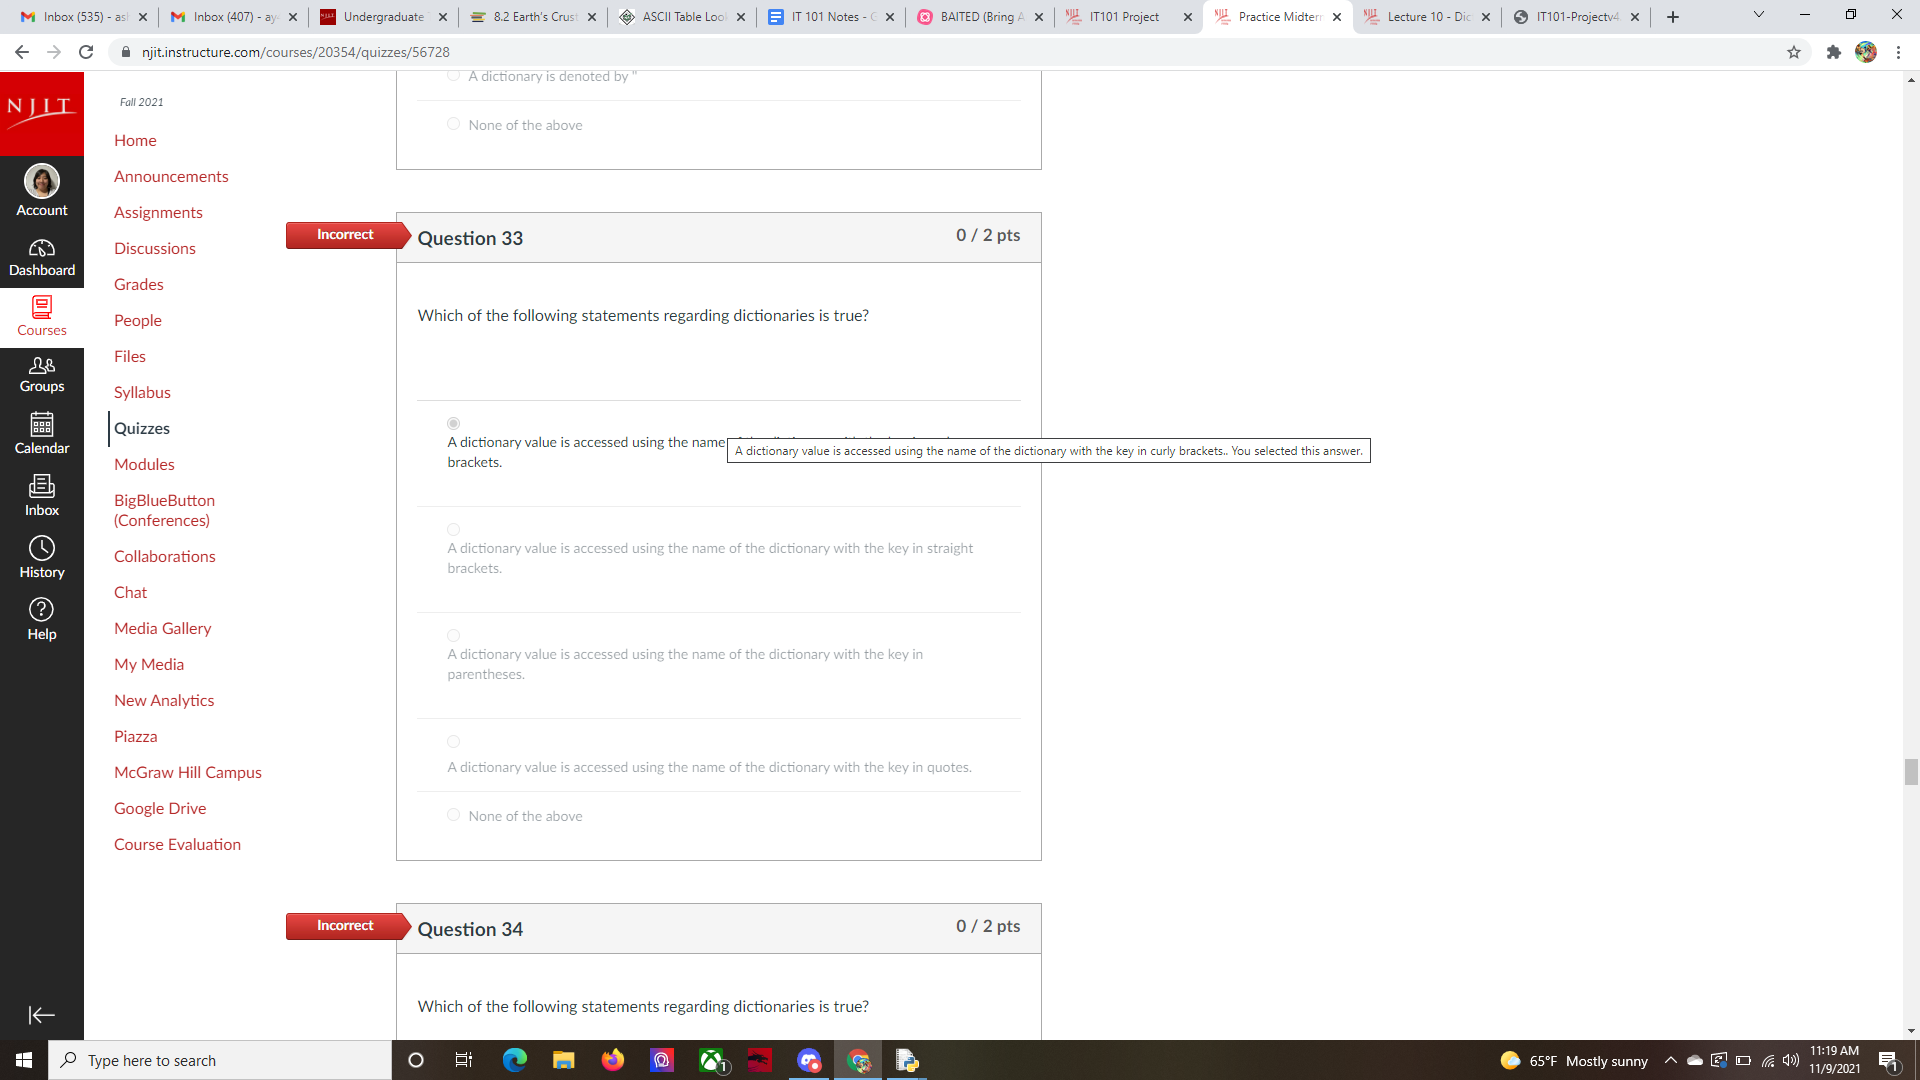 Inbox (535) - as
Inbox (407) - ay
Undergraduate
8.2 Earth's Crust
ASCII Table Loo
IT 101 Notes - G
BAITED (Bring A
IT101 Project
Practice Midterm
Lecture 10 - Dic
IT101-Projectv4
njit.instructure.com/courses/20354/quizzes/56728
NJIT
Account
Dashboard
Courses
Groups
Calendar
Inbox
History
Help
Fall 2021
Home
Announcements
Assignments
Discussions
Grades
People
Files
Syllabus
Quizzes
Modules
BigBlueButton
(Conferences)
Collaborations
Chat
Media Gallery
My Media
New Analytics
Piazza
McGraw Hill Campus
Google Drive
Course Evaluation
A dictionary is denoted by "
None of the above
Incorrect
Question 33
0 / 2 pts
Which of the following statements regarding dictionaries is true?
A dictionary value is accessed using the name
brackets.
A dictionary value is accessed using the name of the dictionary with the key in curly brackets.. You selected this answer.
A dictionary value is accessed using the name of the dictionary with the key in straight
brackets.
A dictionary value is accessed using the name of the dictionary with the key in
parentheses.
A dictionary value is accessed using the name of the dictionary with the key in quotes.
None of the above
Incorrect
Question 34
0 / 2 pts
Which of the following statements regarding dictionaries is true?
Type here to search
1
65°F Mostly sunny
11:19 AM
11/9/2021
1